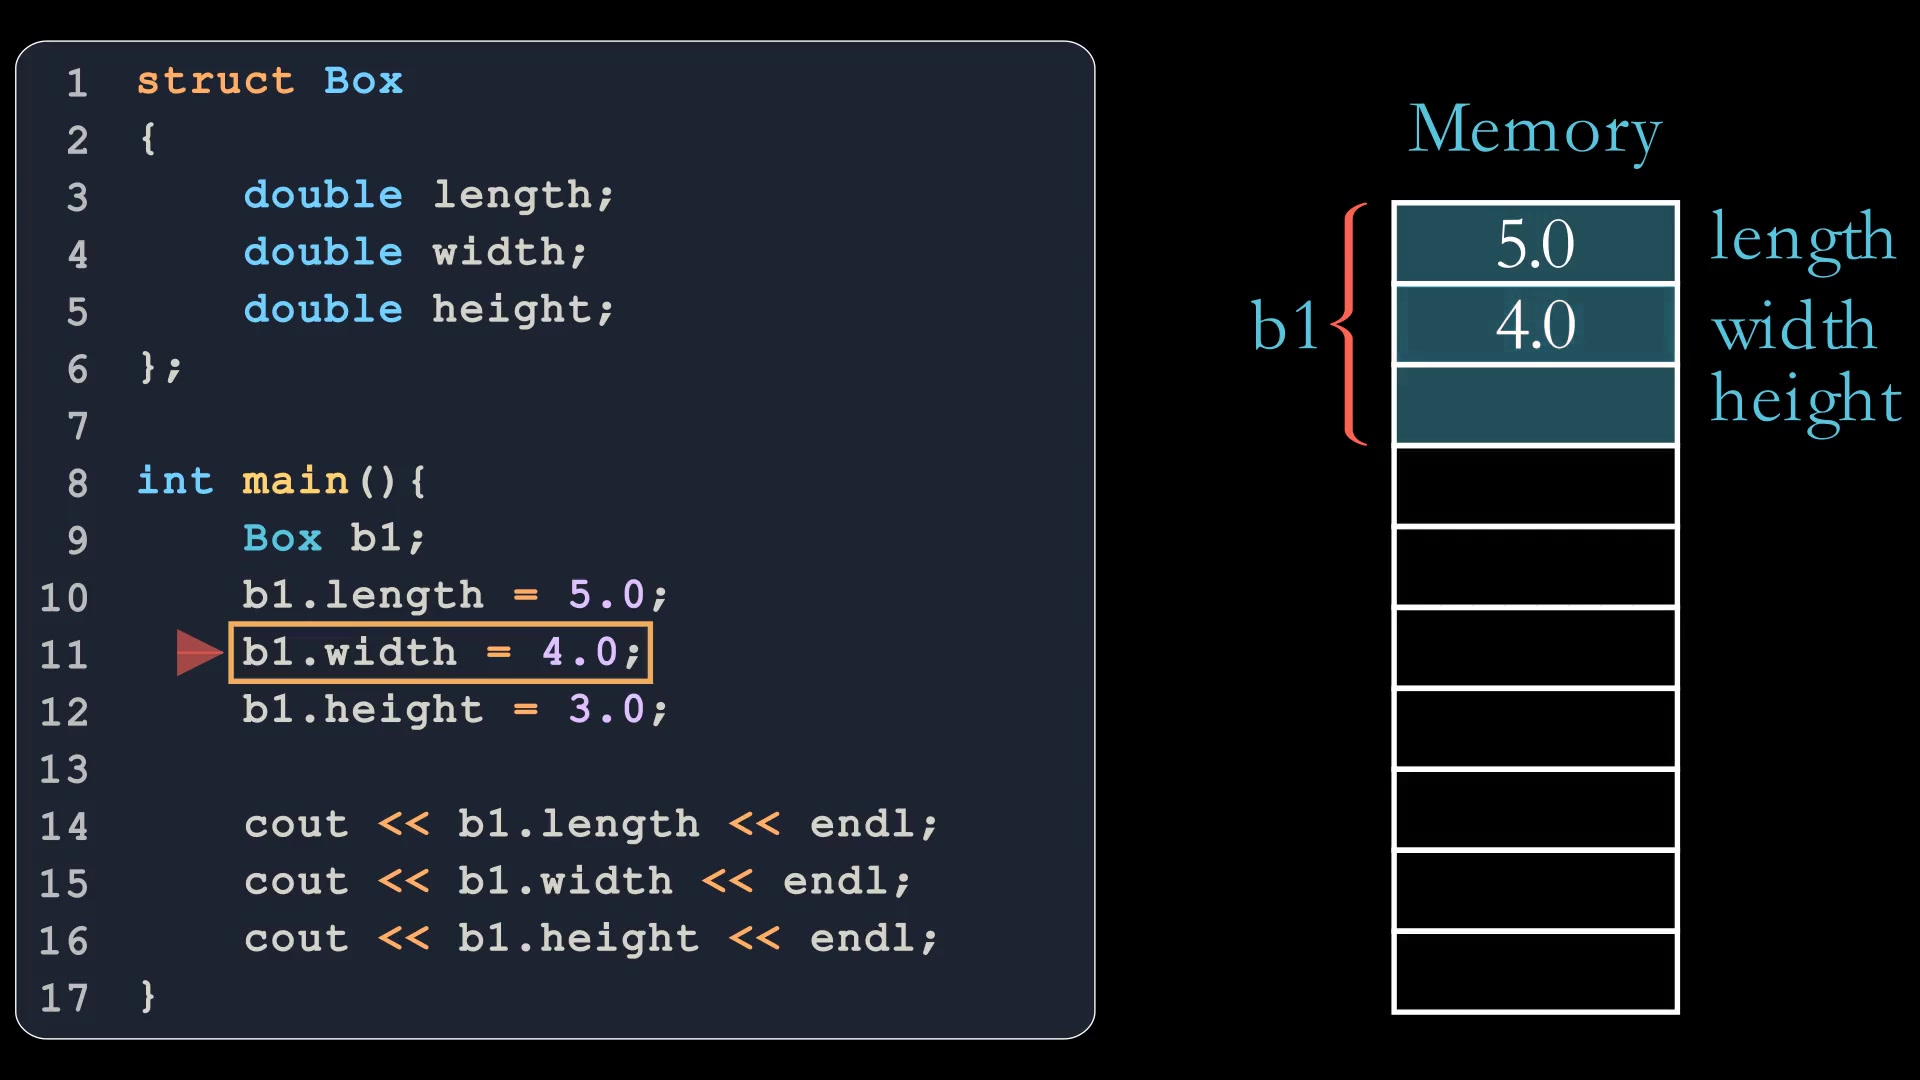 1 struct Box
2 {
3 double length;
4 double width;
5 double height;
6 };
7
8 int main(){
9 Box b1;
10 b1.length = 5.0;
11 b1.width = 4.0;
12 b1.height = 3.0;
13
14 cout << b1.length << endl;
15 cout << b1.width << endl;
16 cout << b1.height << endl;
17 }
Memory
5.0 length
b1 4.0 width
height